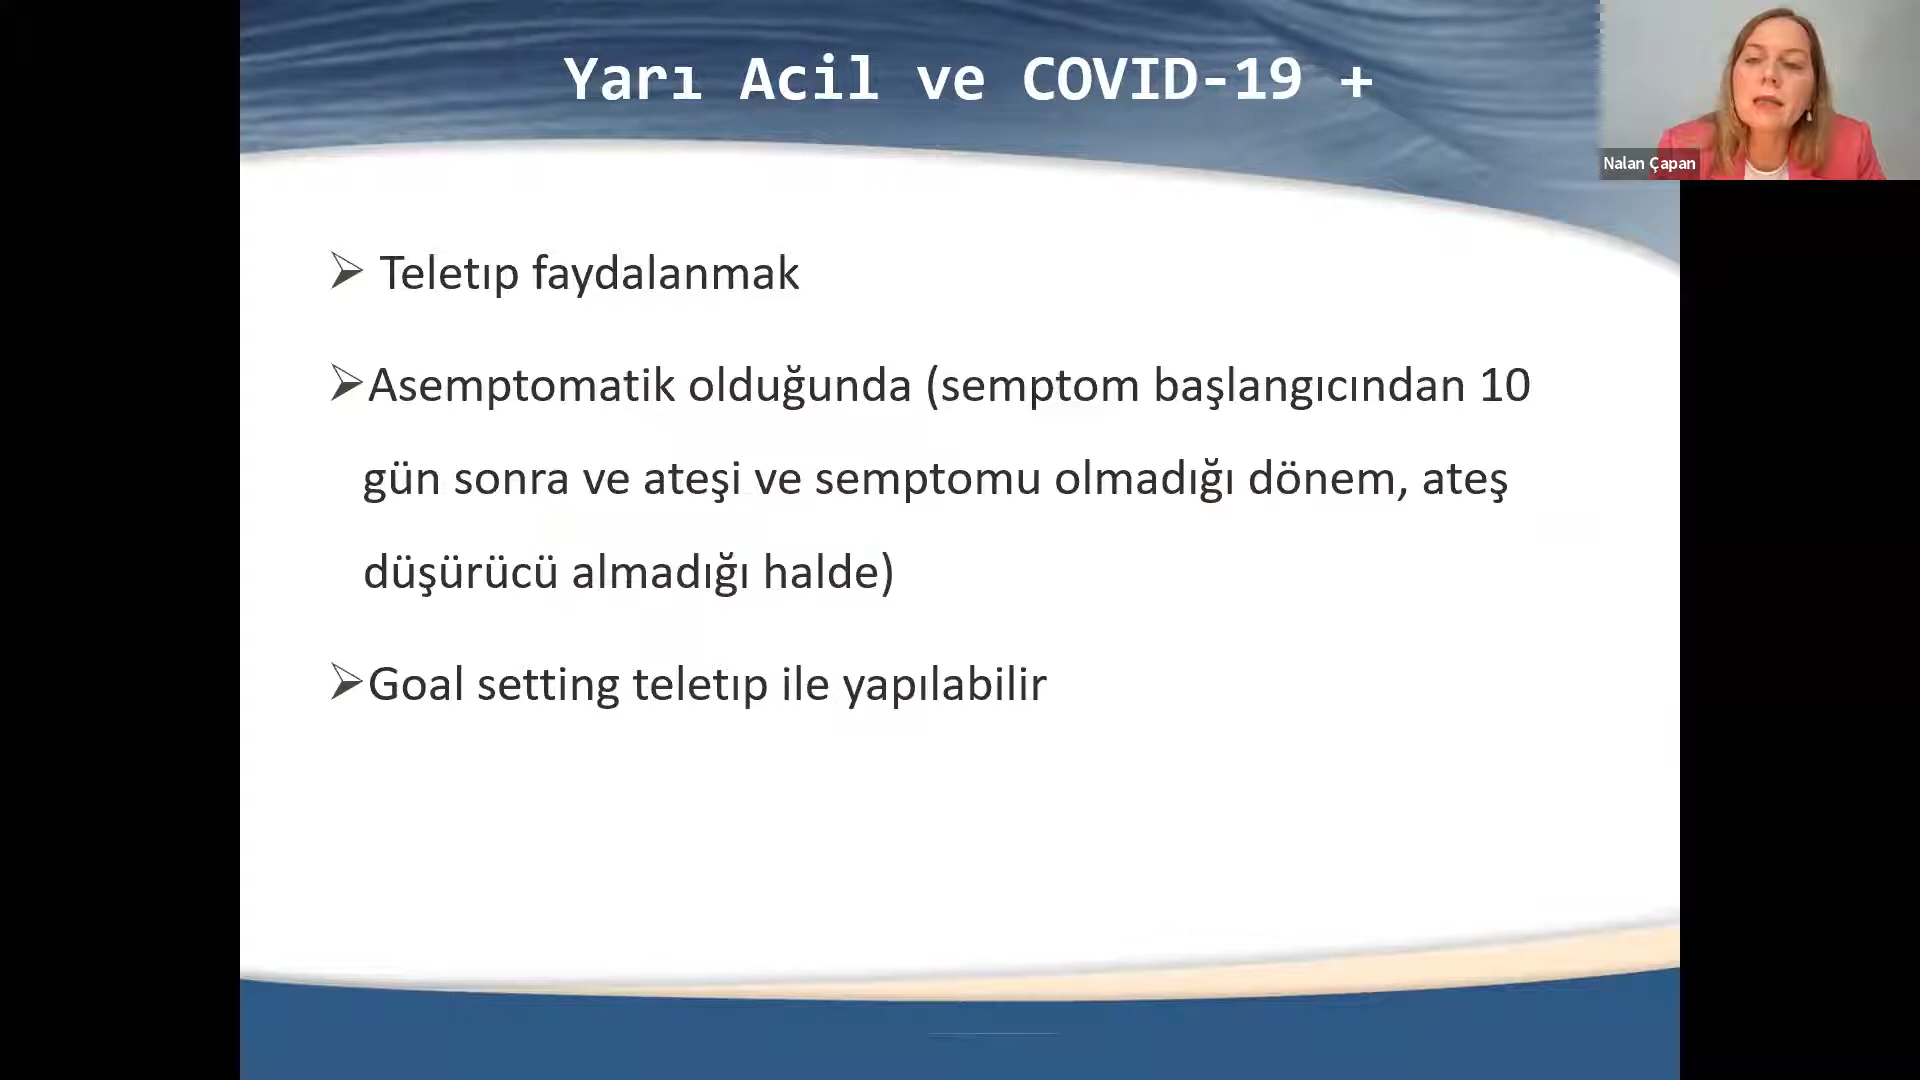 Yarı Acil ve COVID-19 +
Nalan Çapan
➢ Teletıp faydalanmak
➢Asemptomatik olduğunda (semptom başlangıcından 10
gün sonra ve ateşi ve semptomu olmadığı dönem, ateş
düşürücü almadığı halde)
➢Goal setting teletıp ile yapılabilir